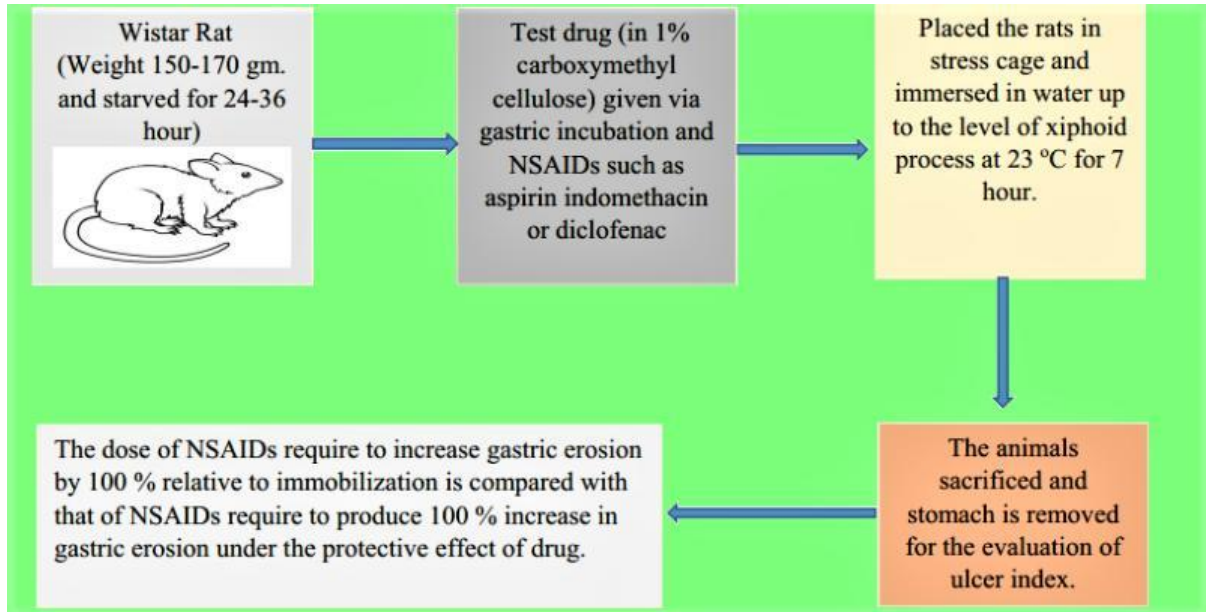 Wistar Rat
(Weight 150-170 gm.
and starved for 24-36
hour)
Test drug (in 1%
carboxymethyl
cellulose) given via
gastric incubation and
NSAIDs such as
aspirin indomethacin
or diclofenac
Placed the rats in
stress cage and
immersed in water up
to the level of xiphoid
process at 23 ºC for 7
hour.
The animals
sacrificed and
stomach is removed
for the evaluation of
ulcer index.
The dose of NSAIDs require to increase gastric erosion
by 100 % relative to immobilization is compared with
that of NSAIDs require to produce 100 % increase in
gastric erosion under the protective effect of drug.